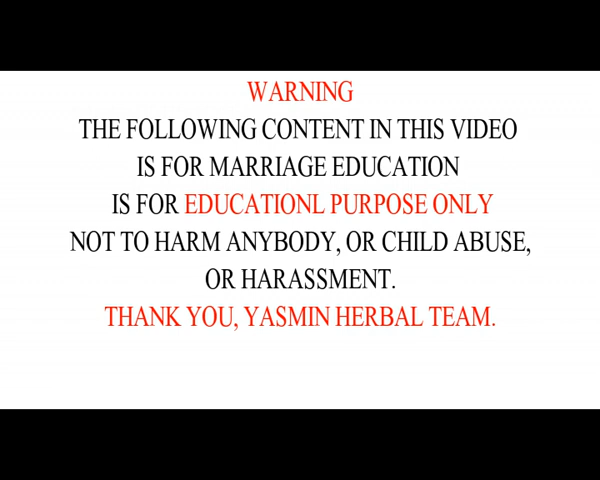 WARNING
THE FOLLOWING CONTENT IN THIS VIDEO
IS FOR MARRIAGE EDUCATION
IS FOR EDUCATIONL PURPOSE ONLY
NOT TO HARM ANYBODY, OR CHILD ABUSE,
OR HARASSMENT.
THANK YOU, YASMIN HERBAL TEAM.